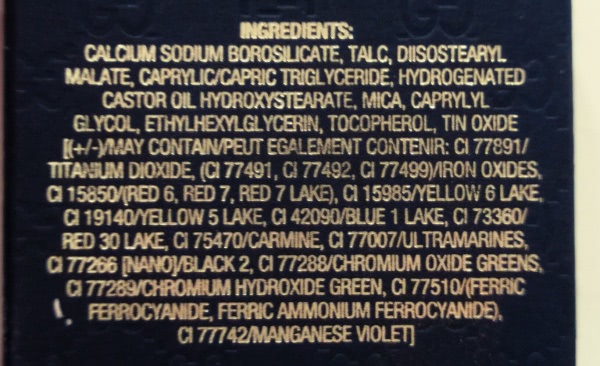 INGREDIENTS:
CALCIUM SODIUM BOROSILICATE, TALC, DIISOSTEARYL
MALATE, CAPRYLIC/CAPRIC TRIGLYCERIDE, HYDROGENATED
CASTOR OIL HYDROXYSTEARATE, MICA, CAPRYLYL
GLYCOL, ETHYLHEXYLGLYCERIN, TOCOPHEROL, TIN OXIDE
[(+/-)/MAY CONTAIN/PEUT EGALEMENT CONTENIR: CI 77891/
TITANIUM DIOXIDE, (CI 77491, CI 77492, CI 77499)/IRON OXIDES,
CI 15850/(RED 6, RED 7, RED 7 LAKE), CI 15985/YELLOW 6 LAKE,
CI 19140/YELLOW 5 LAKE, CI 42090/BLUE 1 LAKE, CI 73360/
RED 30 LAKE, CI 75470/CARMINE, CI 77007/ULTRAMARINES,
CI 77266 [NANO]/BLACK 2, CI 77288/CHROMIUM OXIDE GREENS,
CI 77289/CHROMIUM HYDROXIDE GREEN, CI 77510/(FERRIC
FERROCYANIDE, FERRIC AMMONIUM FERROCYANIDE),
CI 77742/MANGANESE VIOLET]